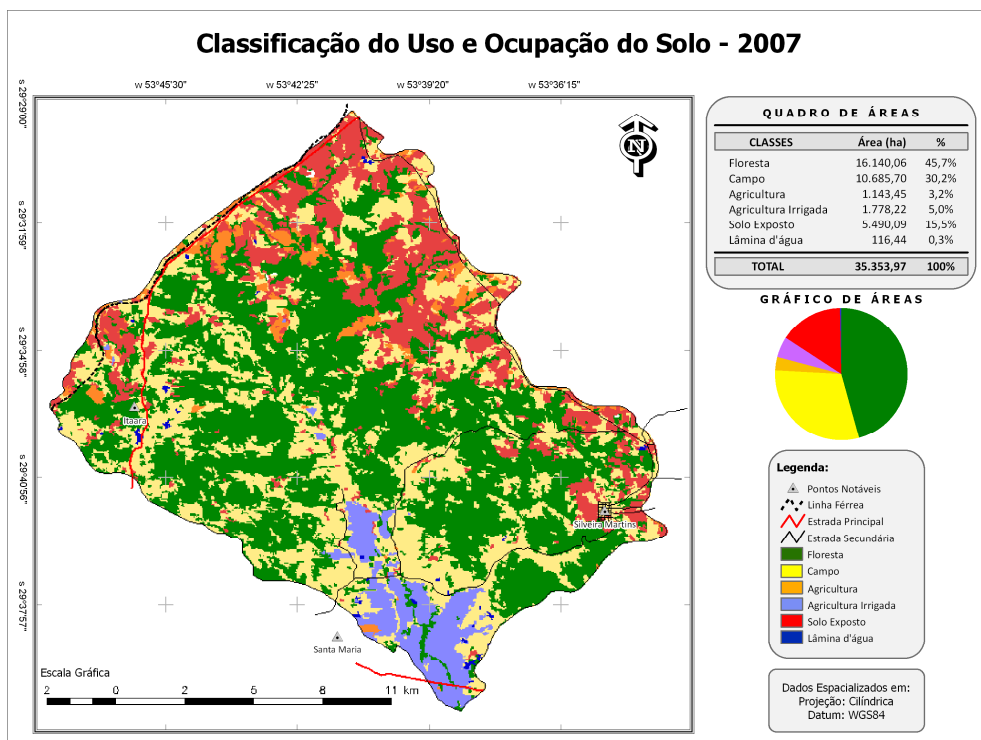 Classificação do Uso e Ocupação do Solo - 2007
w 53°45'30" w 53°42'25" w 53°39'20" w 53°36'15"
s 29°29'00"
s 29°31'59"
s 29°34'58"
s 29°40'56"
s 29°37'57"
N
Itaara
Silveira Martins
Santa Maria
Escala Gráfica
2 0 2 5 8 11 km
QUADRO DE ÁREAS
CLASSES Área (ha) %
Floresta 16.140,06 45,7%
Campo 10.685,70 30,2%
Agricultura 1.143,45 3,2%
Agricultura Irrigada 1.778,22 5,0%
Solo Exposto 5.490,09 15,5%
Lâmina d'água 116,44 0,3%
TOTAL 35.353,97 100%
GRÁFICO DE ÁREAS
Legenda:
Pontos Notáveis
Linha Férrea
Estrada Principal
Estrada Secundária
Floresta
Campo
Agricultura
Agricultura Irrigada
Solo Exposto
Lâmina d'água
Dados Espacializados em:
Projeção: Cilíndrica
Datum: WGS84